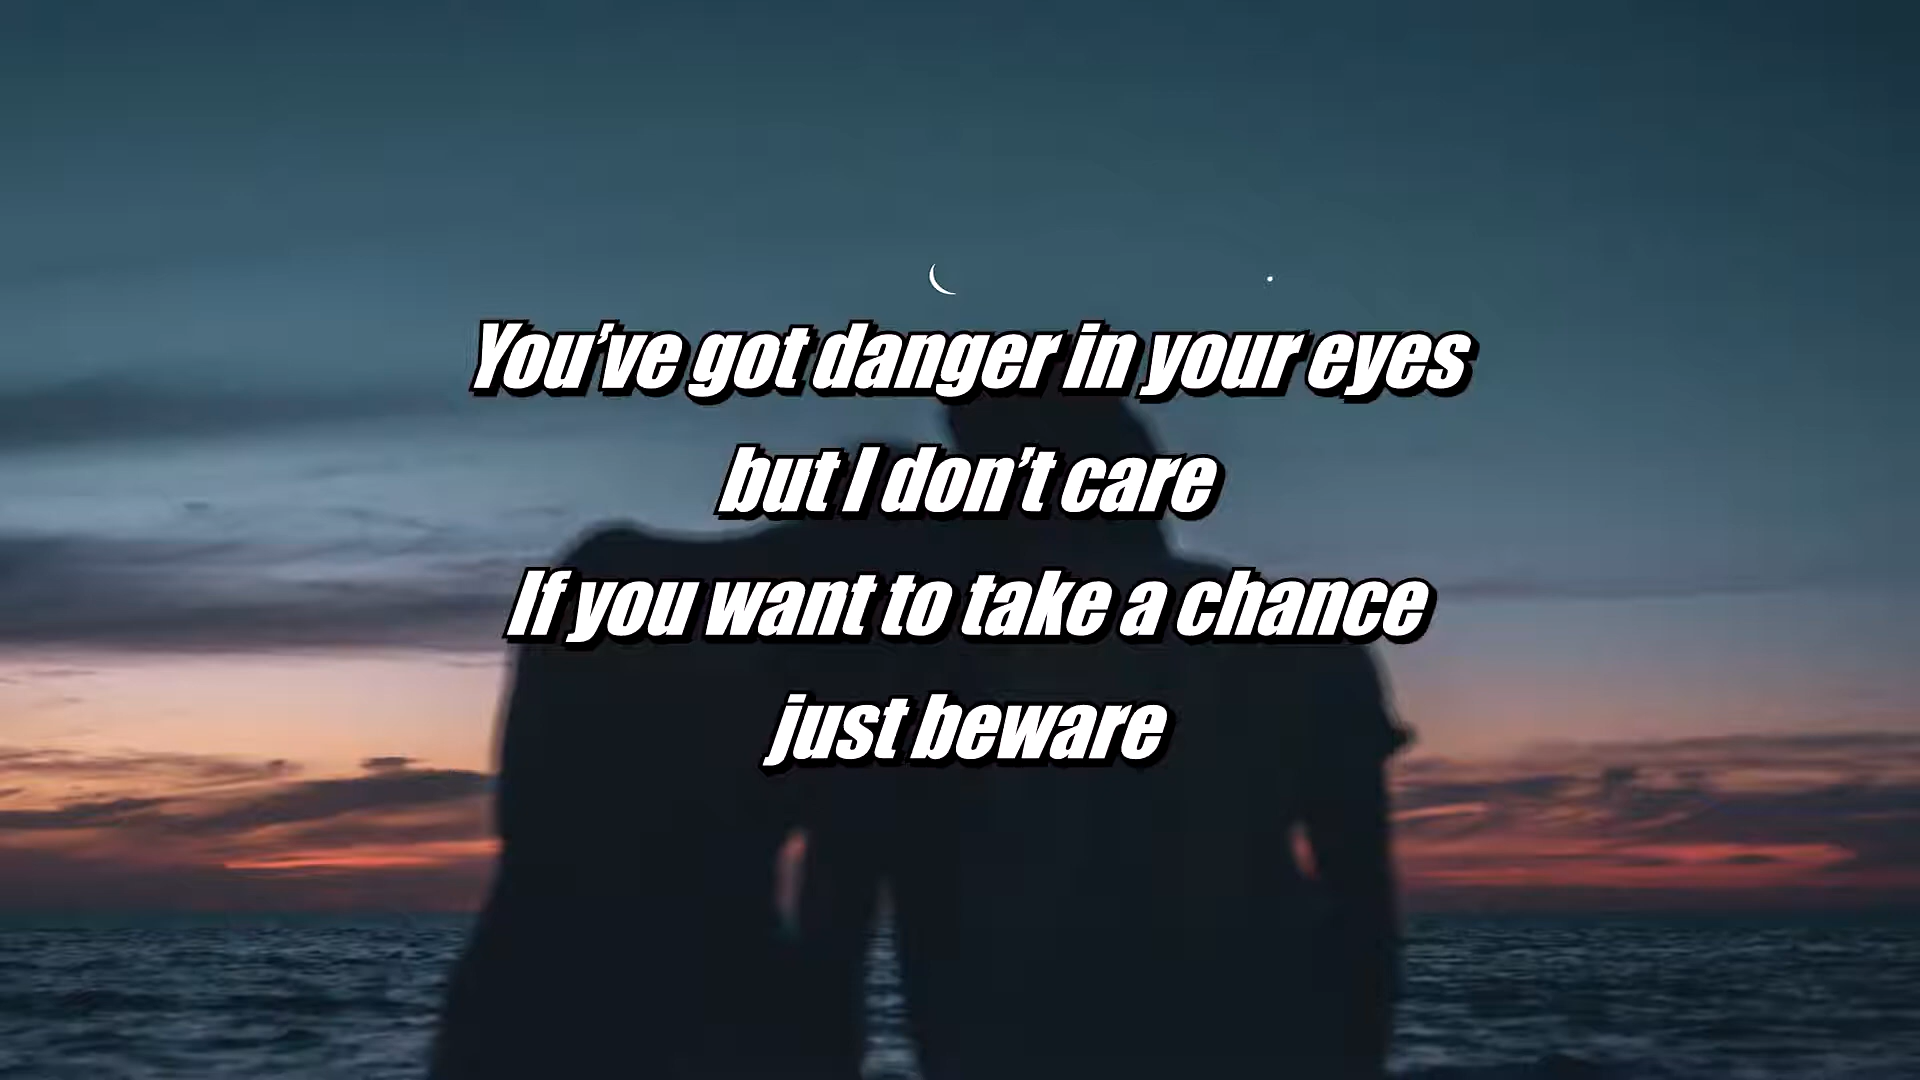 You’ve got danger in your eyes
but I don’t care
If you want to take a chance
just beware